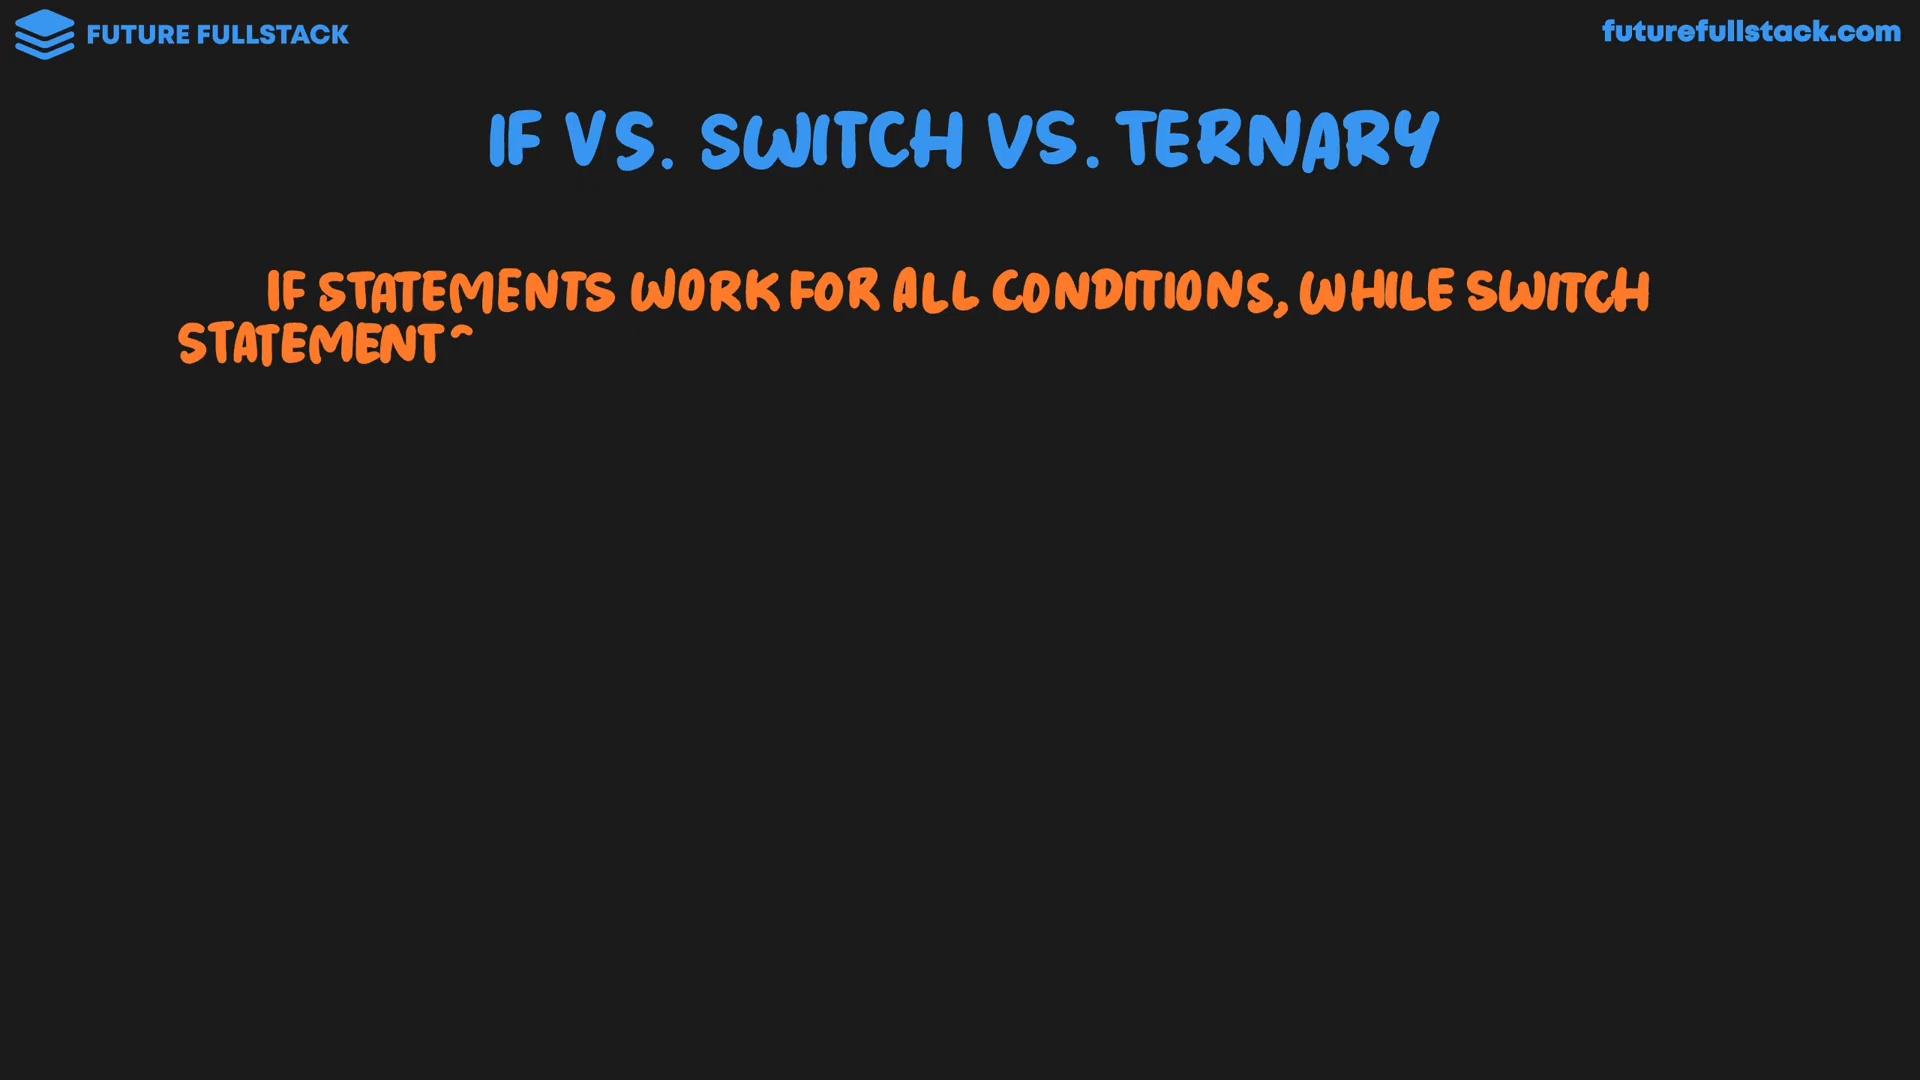 FUTURE FULLSTACK
futurefullstack.com
IF VS. SWITCH VS. TERNARY
IF STATEMENTS WORK FOR ALL CONDITIONS, WHILE SWITCH
STATEMENT